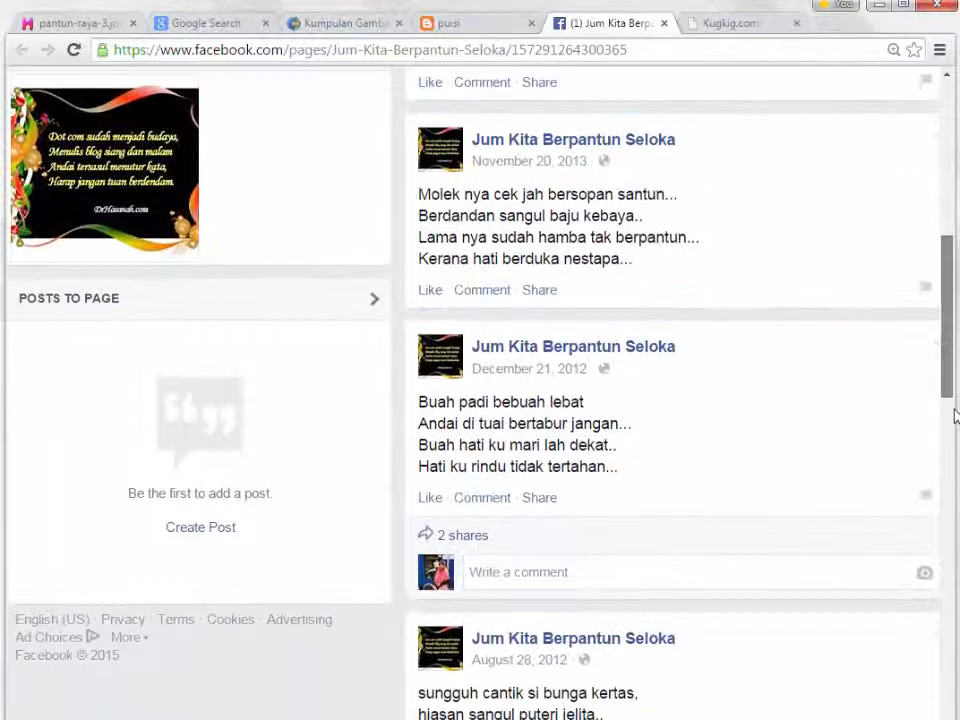 pantun-raya-3.jp
Google Search
Kumpulan Gamb
puisi
(1) Jum Kita Berp
Kugkig.com
You
https://www.facebook.com/pages/Jum-Kita-Berpantun-Seloka/157291264300365
Dot com sudah menjadi budaya,
Menulis blog siang dan malam
Andai tersasul menutur kata,
Harap jangan tuan berdendam.
DrHasanah.com
POSTS TO PAGE
Be the first to add a post.
Create Post
English (US) · Privacy · Terms · Cookies · Advertising
Ad Choices More
Facebook © 2015
Like · Comment · Share
Jum Kita Berpantun Seloka
November 20, 2013 ·
Molek nya cek jah bersopan santun...
Berdandan sangul baju kebaya..
Lama nya sudah hamba tak berpantun...
Kerana hati berduka nestapa...
Like · Comment · Share
Jum Kita Berpantun Seloka
December 21, 2012
Buah padi bebuah lebat
Andai di tuai bertabur jangan...
Buah hati ku mari lah dekat..
Hati ku rindu tidak tertahan...
Like · Comment · Share
2 shares
Write a comment..
Jum Kita Berpantun Seloka
August 28, 2012 ·
sungguh cantik si bunga kertas,
hiasan sangul puteri jelita..